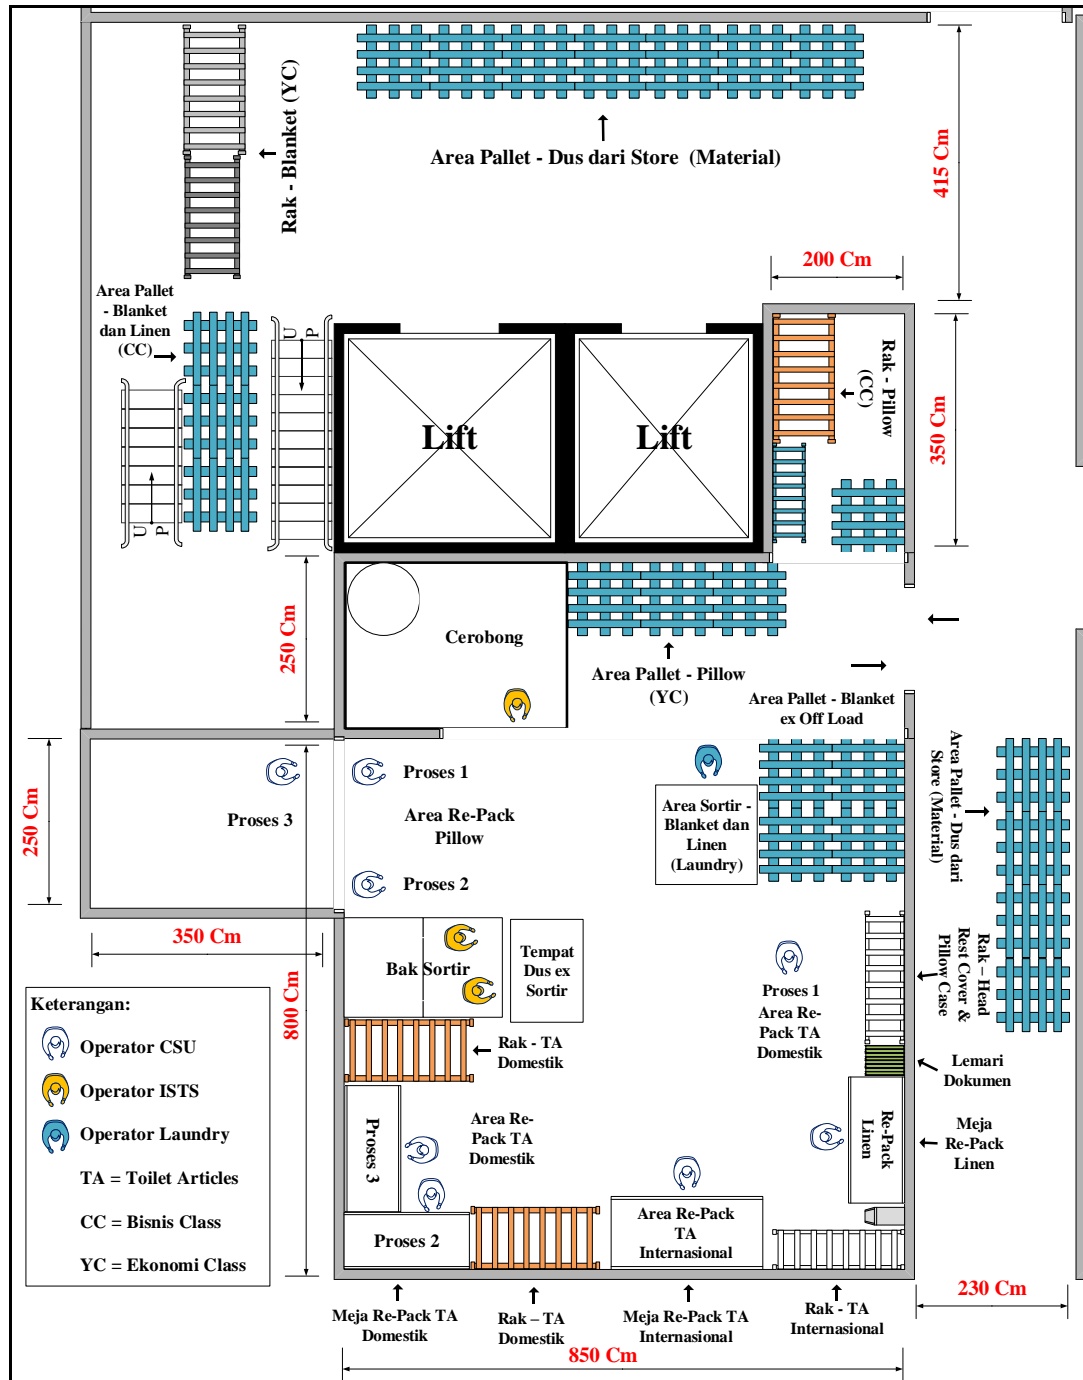 Rak - Blanket (YC)
Area Pallet - Dus dari Store  (Material)
415 Cm
200 Cm
Area Pallet
- Blanket
dan Linen
(CC)
U
P
Lift
Lift
Rak - Pillow
(CC)
350 Cm
U
P
250 Cm
Cerobong
Area Pallet - Pillow
(YC)
Area Pallet - Blanket
ex Off Load
250 Cm
Proses 3
Proses 1
Area Re-Pack
Pillow
Proses 2
Area Sortir -
Blanket dan
Linen
(Laundry)
Area Pallet - Dus dari
Store (Material)
350 Cm
800 Cm
Bak Sortir
Tempat
Dus ex
Sortir
Proses 1
Area Re-
Pack TA
Domestik
Rak – Head
Rest Cover &
Pillow Case
Keterangan:
Operator CSU
Operator ISTS
Operator Laundry
TA = Toilet Articles
CC = Bisnis Class
YC = Ekonomi Class
Rak - TA
Domestik
Lemari
Dokumen
Proses 3
Area Re-
Pack TA
Domestik
Re-Pack
Linen
Meja
Re-Pack
Linen
Proses 2
Area Re-Pack
TA
Internasional
230 Cm
Meja Re-Pack TA
Domestik
Rak – TA
Domestik
Meja Re-Pack TA
Internasional
Rak - TA
Internasional
850 Cm